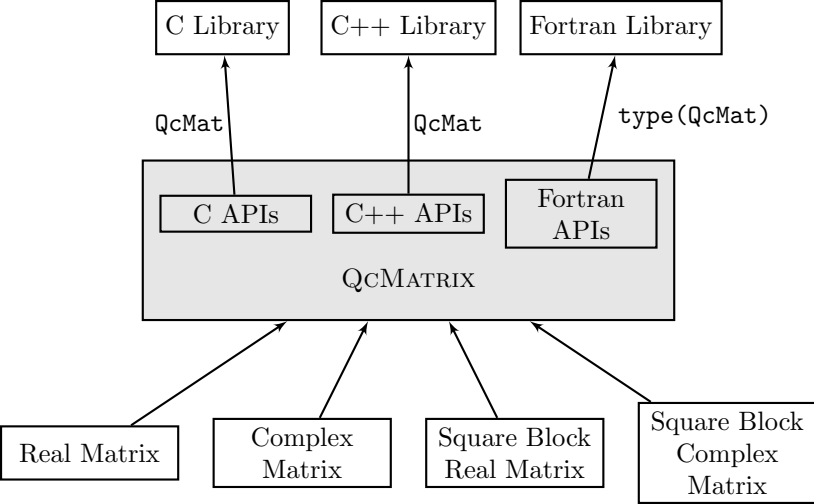 C Library
C++ Library
Fortran Library
QcMat
QcMat
type(QcMat)
C APIs
C++ APIs
Fortran
APIs
QcMatrix
Real Matrix
Complex
Matrix
Square Block
Real Matrix
Square Block
Complex
Matrix